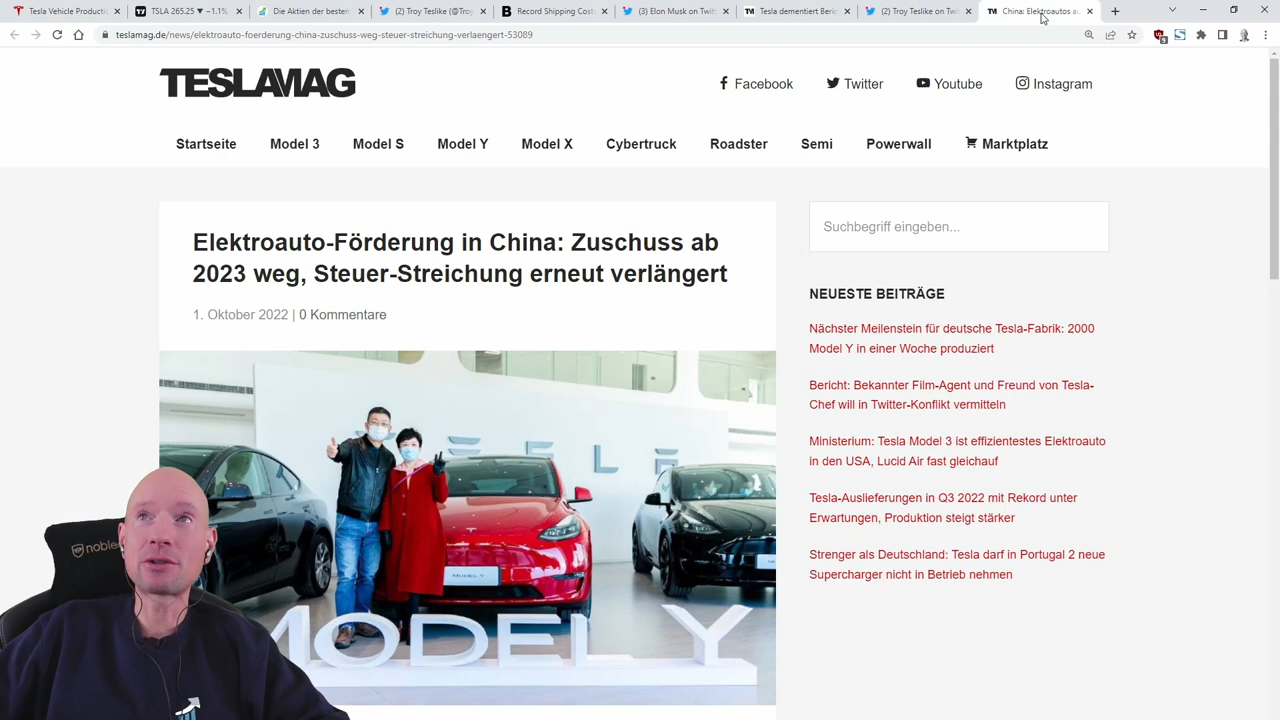 Tesla Vehicle Producti
TSLA 265.25 ▼ −1.1%
Die Aktien der besten
(2) Troy Teslike (@Troy
Record Shipping Cost
(3) Elon Musk on Twitt
Tesla dementiert Beric
(2) Troy Teslike on Twi
China: Elektroautos au
teslamag.de/news/elektroauto-foerderung-china-zuschuss-weg-steuer-streichung-verlaengert-53089
TESLAMAG
Facebook
Twitter
Youtube
Instagram
Startseite
Model 3
Model S
Model Y
Model X
Cybertruck
Roadster
Semi
Powerwall
Marktplatz
Elektroauto-Förderung in China: Zuschuss ab
2023 weg, Steuer-Streichung erneut verlängert
1. Oktober 2022 | 0 Kommentare
Suchbegriff eingeben...
NEUESTE BEITRÄGE
Nächster Meilenstein für deutsche Tesla-Fabrik: 2000
Model Y in einer Woche produziert
Bericht: Bekannter Film-Agent und Freund von Tesla-
Chef will in Twitter-Konflikt vermitteln
Ministerium: Tesla Model 3 ist effizientestes Elektroauto
in den USA, Lucid Air fast gleichauf
Tesla-Auslieferungen in Q3 2022 mit Rekord unter
Erwartungen, Produktion steigt stärker
Strenger als Deutschland: Tesla darf in Portugal 2 neue
Supercharger nicht in Betrieb nehmen
Model Y
MODEL Y
noble